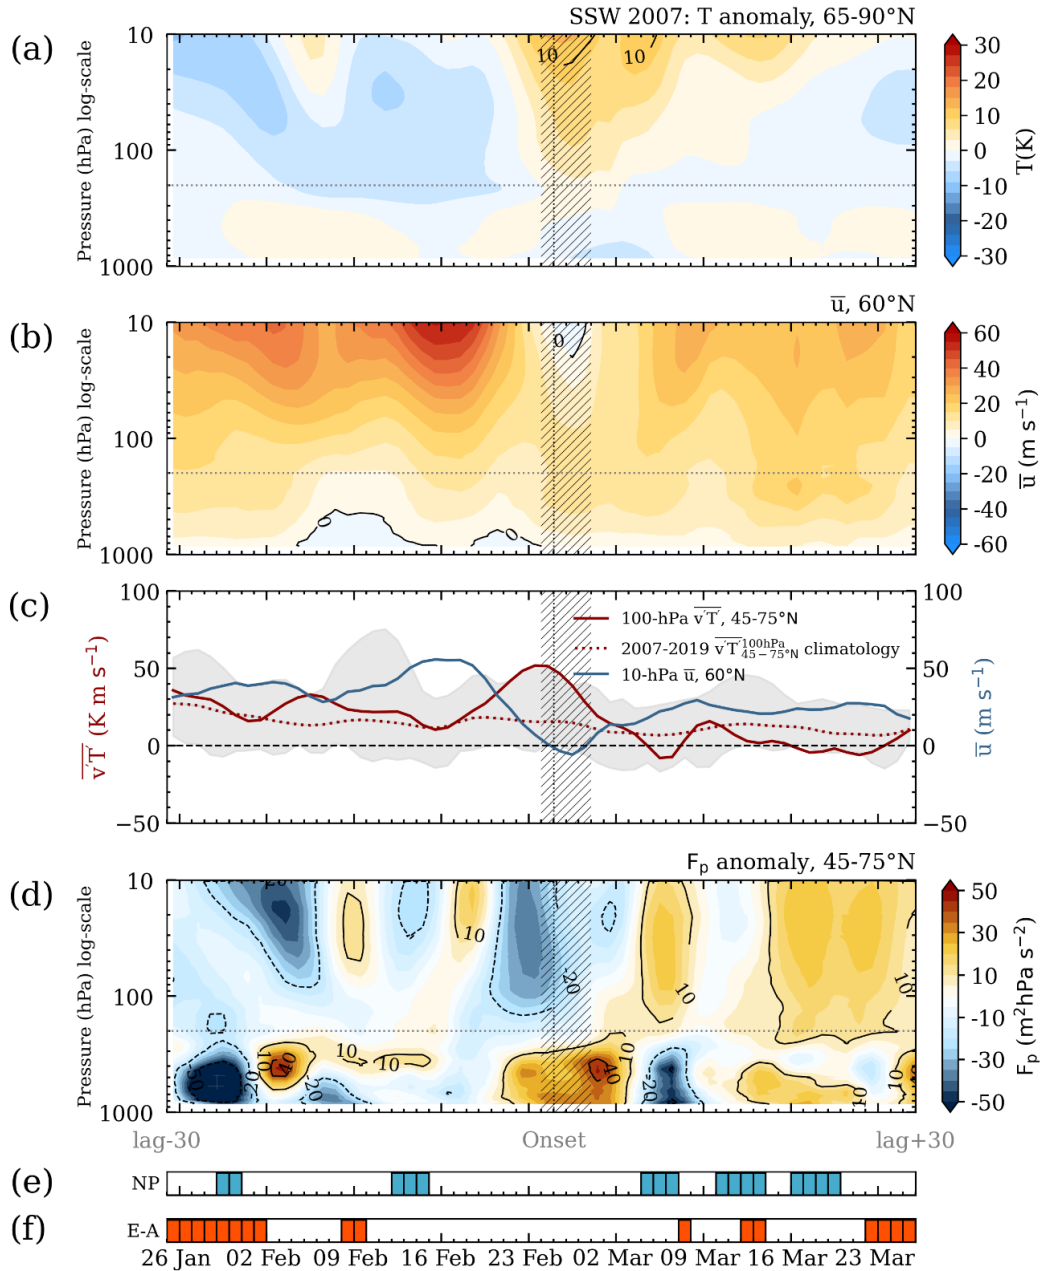 SSW 2007: T anomaly, 65-90°N
(a)
Pressure (hPa) log-scale
10
100
1000
10
10
30
20
10
0
-10
-20
-30
T(K)
u̅, 60°N
(b)
Pressure (hPa) log-scale
10
100
1000
0
0
0
60
40
20
0
-20
-40
-60
u̅ (m s⁻¹)
(c)
v'T' (K m s⁻¹)
100
50
0
−50
100-hPa v'T', 45-75°N
2007-2019 v'T'¹⁰⁰ʰᴾᵃ₄₅₋₇₅°N climatology
10-hPa u̅, 60°N
100
50
0
−50
u̅ (m s⁻¹)
Fₚ anomaly, 45-75°N
(d)
Pressure (hPa) log-scale
10
100
1000
10
-20
10
10
10
10
40
-20
-20
10
10
40
-20
10
10
10
50
30
10
-10
-30
-50
Fₚ (m²hPa s⁻²)
lag-30 Onset lag+30
(e) NP
(f) E-A
26 Jan 02 Feb 09 Feb 16 Feb 23 Feb 02 Mar 09 Mar 16 Mar 23 Mar